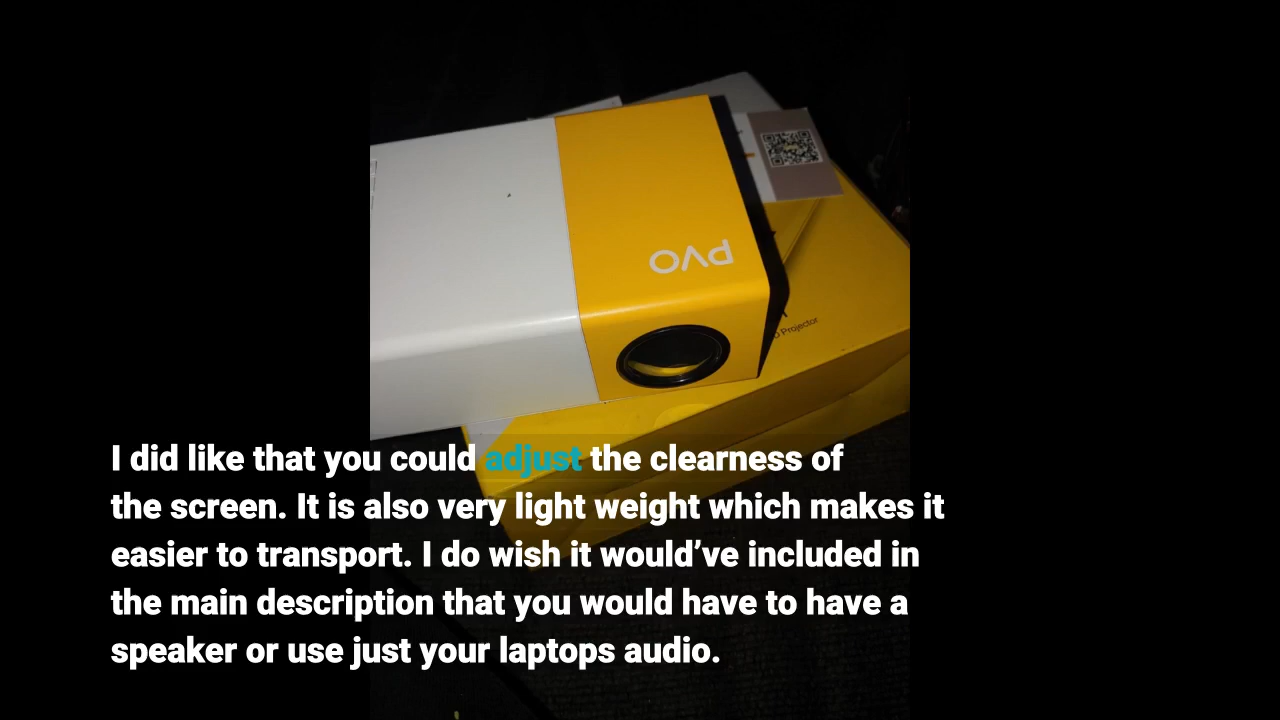 PVO
Projector
I did like that you could adjust the clearness of
the screen. It is also very light weight which makes it
easier to transport. I do wish it would’ve included in
the main description that you would have to have a
speaker or use just your laptops audio.